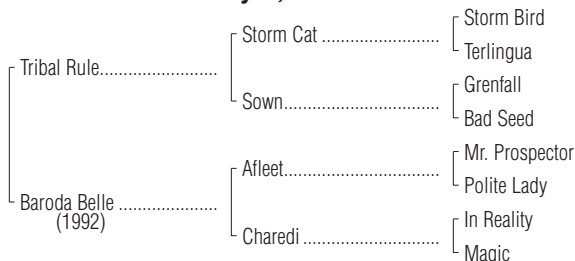 Storm Bird
Storm Cat
Terlingua
Tribal Rule
Grenfall
Sown
Bad Seed
Mr. Prospector
Afleet
Polite Lady
Baroda Belle
(1992)
In Reality
Charedi
Magic